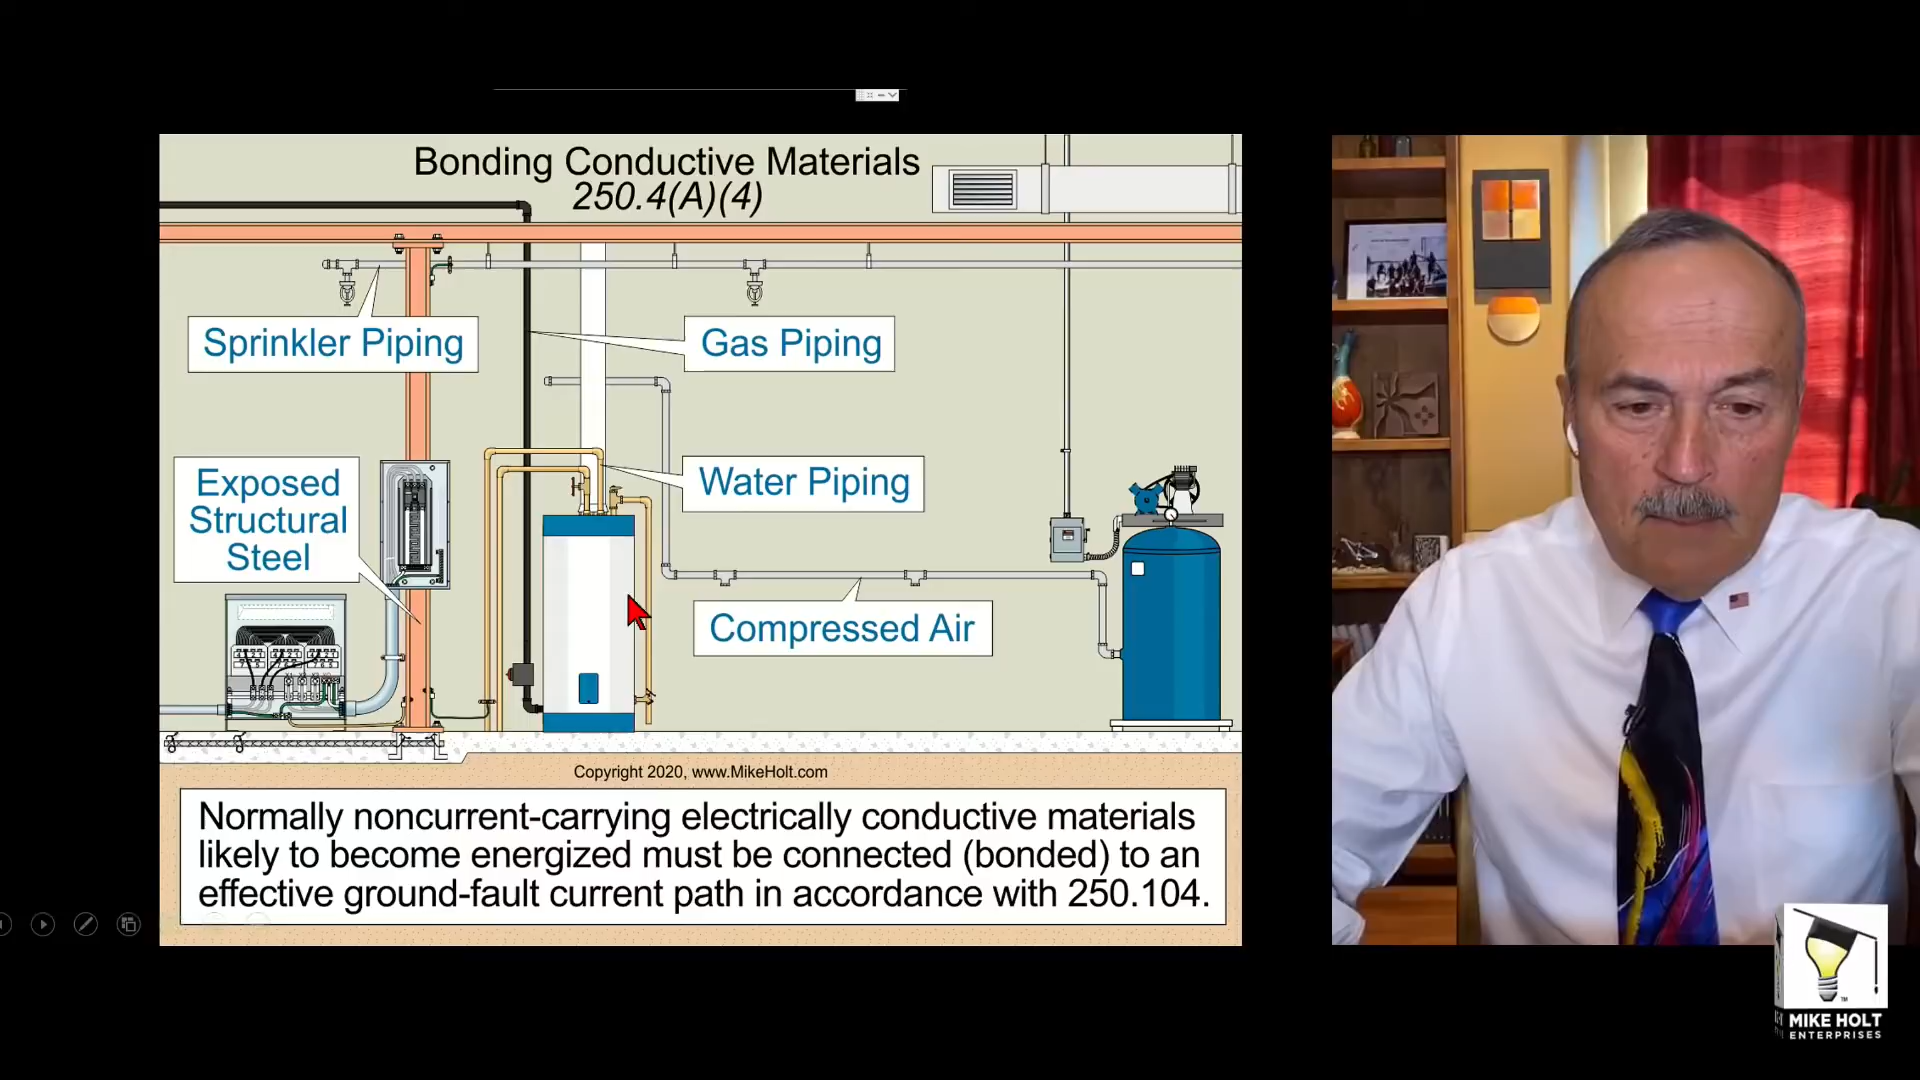 Bonding Conductive Materials
250.4(A)(4)
Sprinkler Piping
Gas Piping
Exposed
Structural
Steel
Water Piping
Compressed Air
Copyright 2020, www.MikeHolt.com
Normally noncurrent-carrying electrically conductive materials
likely to become energized must be connected (bonded) to an
effective ground-fault current path in accordance with 250.104.
TM
MIKE HOLT
ENTERPRISES